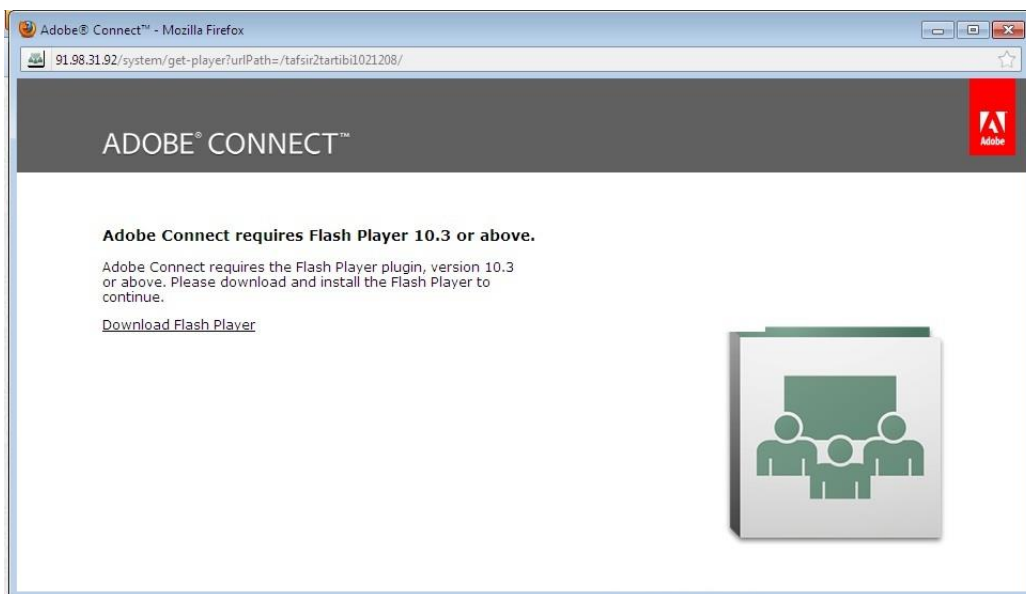 Adobe® Connect™ - Mozilla Firefox
91.98.31.92/system/get-player?urlPath=/tafsir2tartibi1021208/
ADOBE® CONNECT™
Adobe
Adobe Connect requires Flash Player 10.3 or above.
Adobe Connect requires the Flash Player plugin, version 10.3
or above. Please download and install the Flash Player to
continue.
Download Flash Player